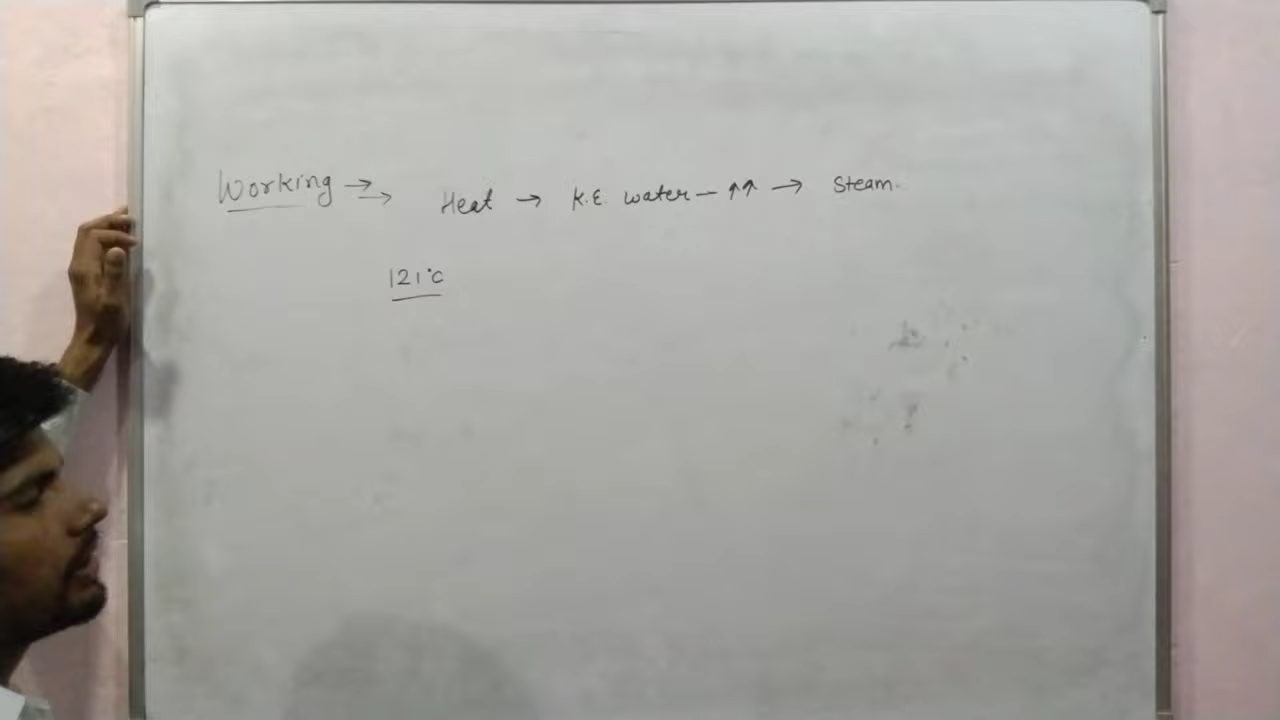 Working → → Heat → K.E. water – ↑↑ → Steam.
121°C